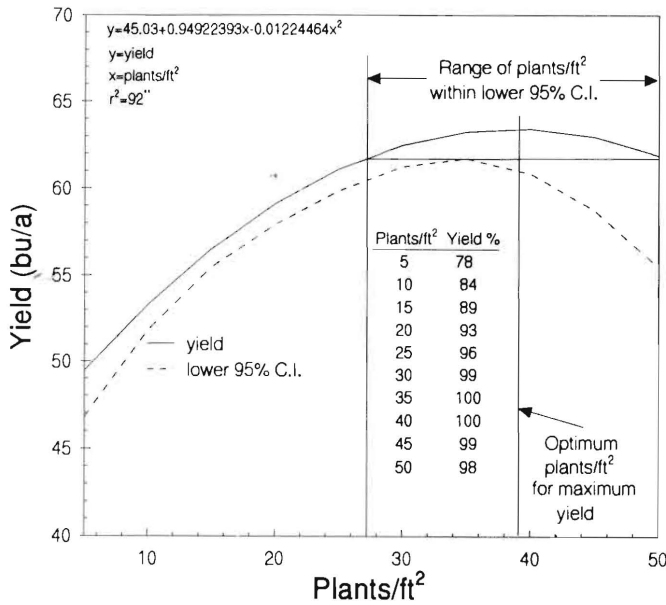 y=45.03+0.94922393x-0.01224464x²
y=yield
x=plants/ft²
r²=92"
Range of plants/ft²
within lower 95% C.I.
Yield (bu/a)
70
65
60
55
50
45
40
yield
lower 95% C.I.
Plants/ft² Yield %
5 78
10 84
15 89
20 93
25 96
30 99
35 100
40 100
45 99
50 98
Optimum
plants/ft²
for maximum
yield
10 20 30 40 50
Plants/ft²